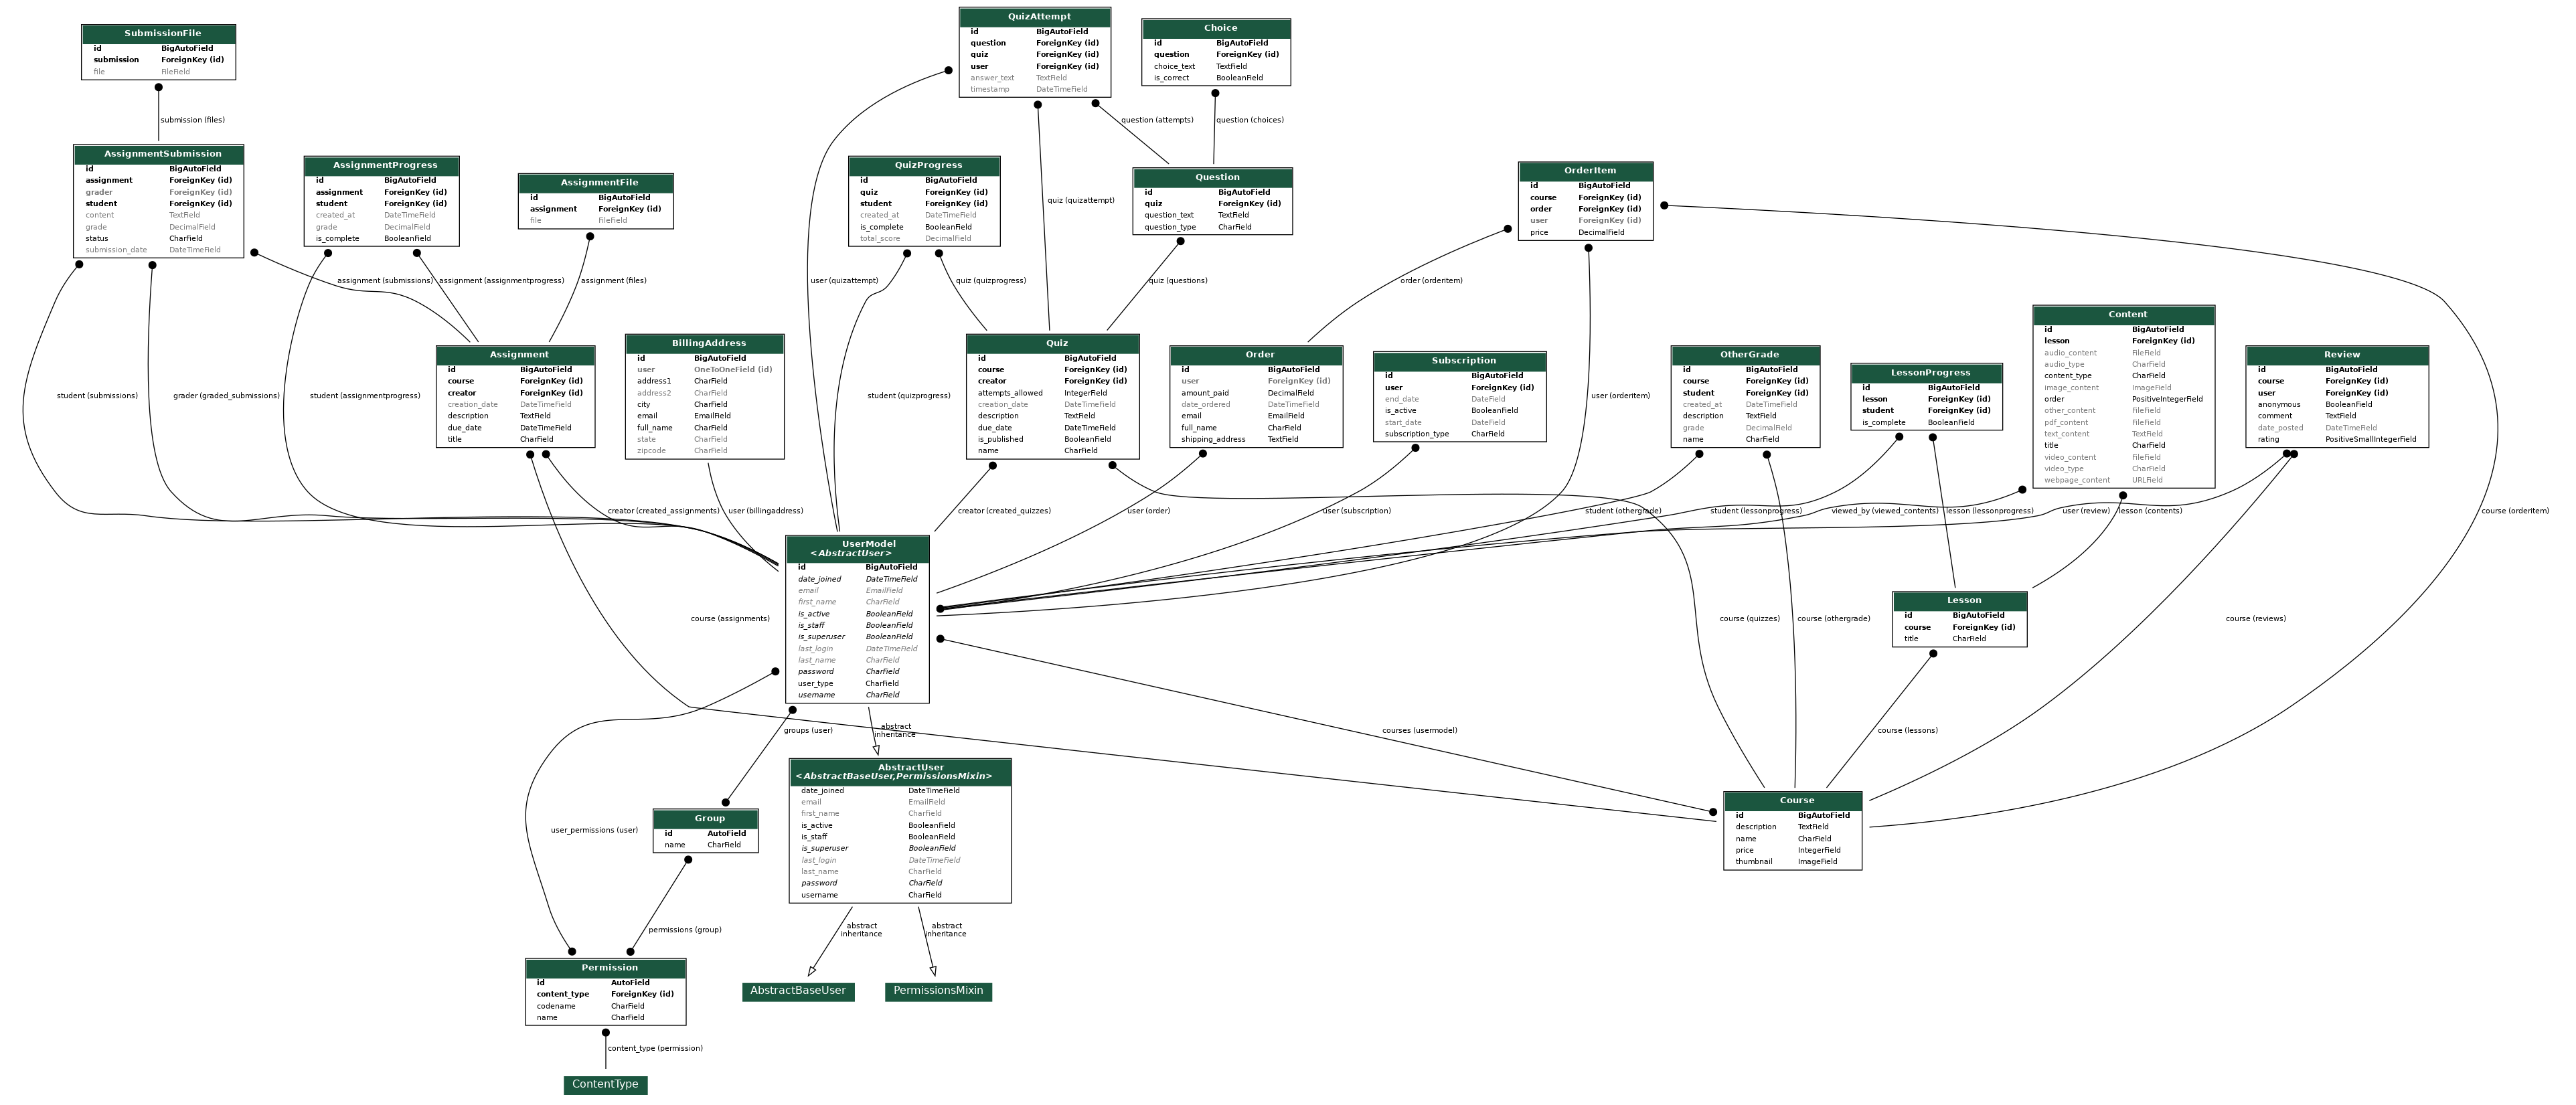 SubmissionFile
id BigAutoField
submission ForeignKey (id)
file FileField
QuizAttempt
id BigAutoField
question ForeignKey (id)
quiz ForeignKey (id)
user ForeignKey (id)
answer_text TextField
timestamp DateTimeField
Choice
id BigAutoField
question ForeignKey (id)
choice_text TextField
is_correct BooleanField
submission (files)
question (attempts)
question (choices)
AssignmentSubmission
id BigAutoField
assignment ForeignKey (id)
grader ForeignKey (id)
student ForeignKey (id)
content TextField
grade DecimalField
status CharField
submission_date DateTimeField
AssignmentProgress
id BigAutoField
assignment ForeignKey (id)
student ForeignKey (id)
created_at DateTimeField
grade DecimalField
is_complete BooleanField
AssignmentFile
id BigAutoField
assignment ForeignKey (id)
file FileField
QuizProgress
id BigAutoField
quiz ForeignKey (id)
student ForeignKey (id)
created_at DateTimeField
is_complete BooleanField
total_score DecimalField
quiz (quizattempt)
Question
id BigAutoField
quiz ForeignKey (id)
question_text TextField
question_type CharField
OrderItem
id BigAutoField
course ForeignKey (id)
order ForeignKey (id)
user ForeignKey (id)
price DecimalField
assignment (submissions)
assignment (assignmentprogress)
assignment (files)
user (quizattempt)
quiz (quizprogress)
quiz (questions)
order (orderitem)
student (submissions)
grader (graded_submissions)
student (assignmentprogress)
Assignment
id BigAutoField
course ForeignKey (id)
creator ForeignKey (id)
creation_date DateTimeField
description TextField
due_date DateTimeField
title CharField
BillingAddress
id BigAutoField
user OneToOneField (id)
address1 CharField
address2 CharField
city CharField
email EmailField
full_name CharField
state CharField
zipcode CharField
student (quizprogress)
Quiz
id BigAutoField
course ForeignKey (id)
creator ForeignKey (id)
attempts_allowed IntegerField
creation_date DateTimeField
description TextField
due_date DateTimeField
is_published BooleanField
name CharField
Order
id BigAutoField
user ForeignKey (id)
amount_paid DecimalField
date_ordered DateTimeField
email EmailField
full_name CharField
shipping_address TextField
Subscription
id BigAutoField
user ForeignKey (id)
end_date DateField
is_active BooleanField
start_date DateField
subscription_type CharField
user (orderitem)
OtherGrade
id BigAutoField
course ForeignKey (id)
student ForeignKey (id)
created_at DateTimeField
description TextField
grade DecimalField
name CharField
LessonProgress
id BigAutoField
lesson ForeignKey (id)
student ForeignKey (id)
is_complete BooleanField
Content
id BigAutoField
lesson ForeignKey (id)
audio_content FileField
audio_type CharField
content_type CharField
image_content ImageField
order PositiveIntegerField
other_content FileField
pdf_content FileField
text_content TextField
title CharField
video_content FileField
video_type CharField
webpage_content URLField
Review
id BigAutoField
course ForeignKey (id)
user ForeignKey (id)
anonymous BooleanField
comment TextField
date_posted DateTimeField
rating PositiveSmallIntegerField
creator (created_assignments)
user (billingaddress)
creator (created_quizzes)
user (order)
user (subscription)
student (othergrade)
student (lessonprogress)
viewed_by (viewed_contents)
lesson (lessonprogress)
user (review)
lesson (contents)
course (orderitem)
UserModel
<AbstractUser>
id BigAutoField
date_joined DateTimeField
email EmailField
first_name CharField
is_active BooleanField
is_staff BooleanField
is_superuser BooleanField
last_login DateTimeField
last_name CharField
password CharField
user_type CharField
username CharField
Lesson
id BigAutoField
course ForeignKey (id)
title CharField
course (assignments)
course (quizzes)
course (othergrade)
course (reviews)
groups (user)
abstract
inheritance
courses (usermodel)
course (lessons)
AbstractUser
<AbstractBaseUser,PermissionsMixin>
date_joined DateTimeField
email EmailField
first_name CharField
is_active BooleanField
is_staff BooleanField
is_superuser BooleanField
last_login DateTimeField
last_name CharField
password CharField
username CharField
Group
id AutoField
name CharField
user_permissions (user)
Course
id BigAutoField
description TextField
name CharField
price IntegerField
thumbnail ImageField
permissions (group)
abstract
inheritance
abstract
inheritance
Permission
id AutoField
content_type ForeignKey (id)
codename CharField
name CharField
AbstractBaseUser
PermissionsMixin
content_type (permission)
ContentType